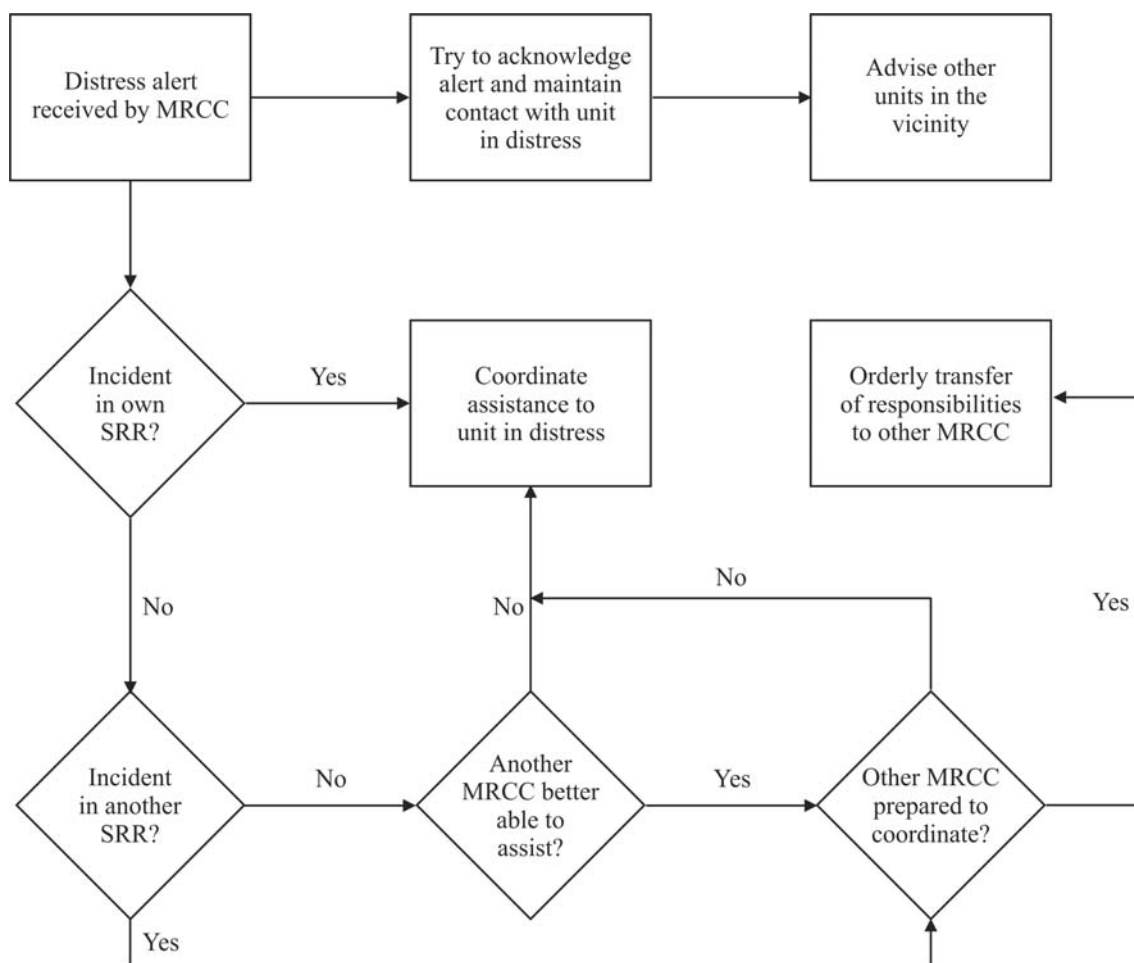 Distress alert
received by MRCC
Try to acknowledge
alert and maintain
contact with unit
in distress
Advise other
units in the
vicinity
Incident
in own
SRR?
Yes
Coordinate
assistance to
unit in distress
Orderly transfer
of responsibilities
to other MRCC
No
No
No
Yes
Incident
in another
SRR?
No
Another
MRCC better
able to
assist?
Yes
Other MRCC
prepared to
coordinate?
Yes